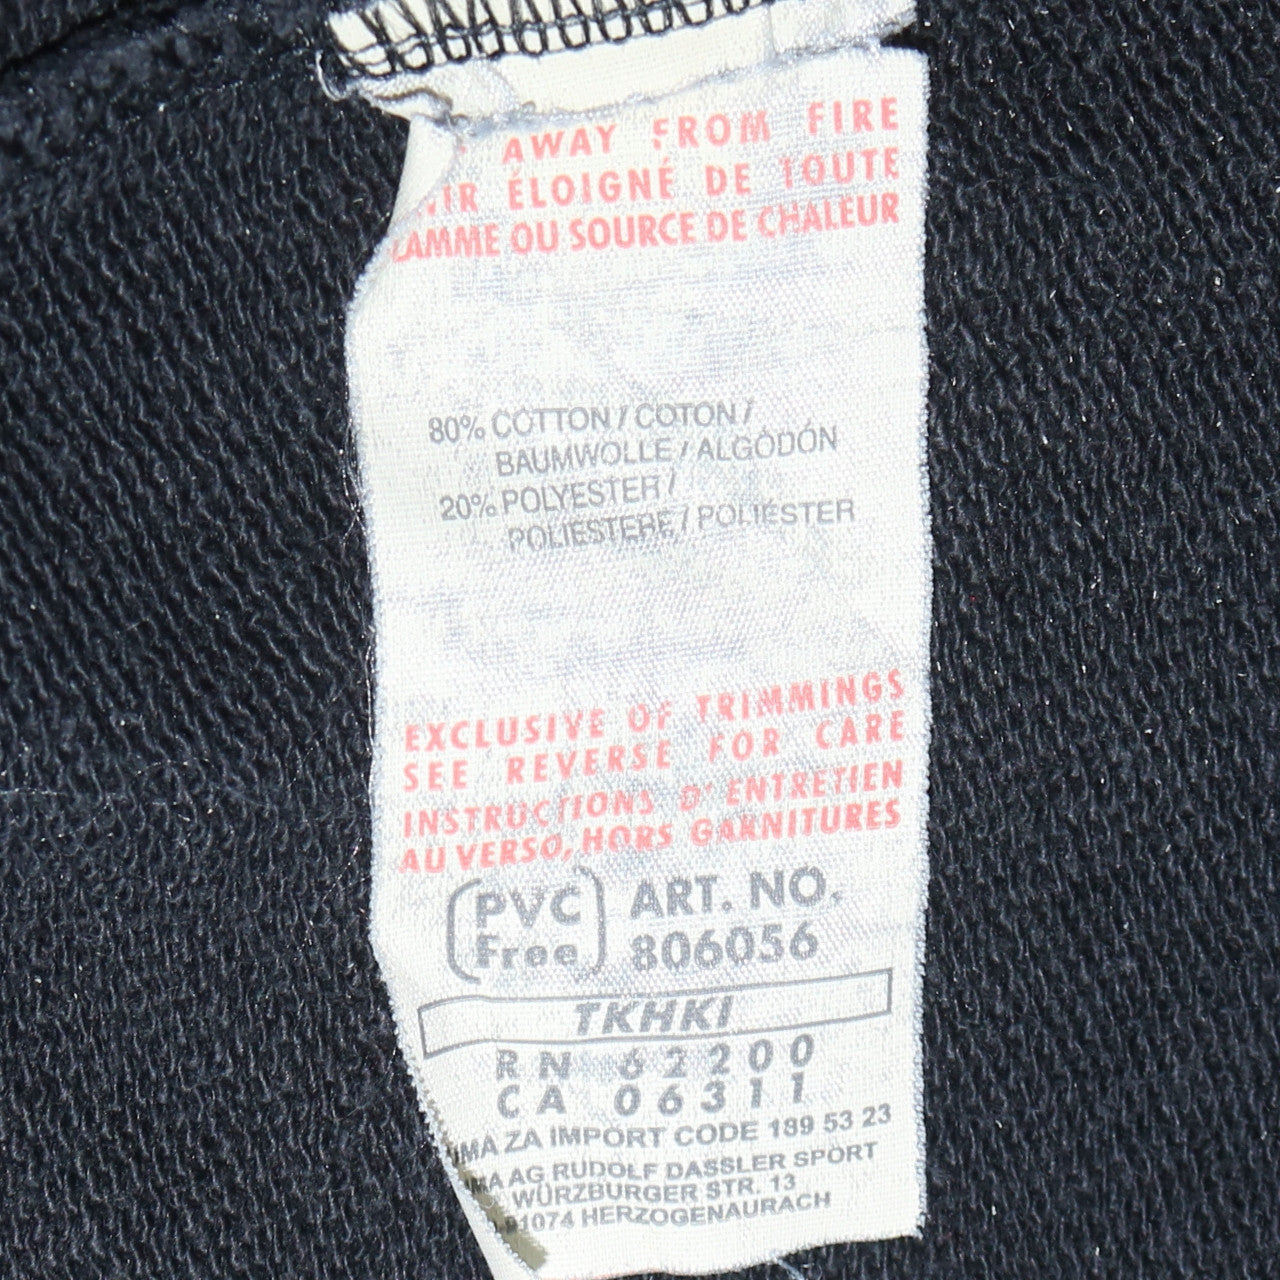 AWAY FROM FIRE
ÉLOIGNÉ DE TOUTE
OU SOURCE DE CHALEUR
80% COTTON / COTON /
BAUMWOLLE / ALGÓDÓN
20% POLYESTER /
POLIESTERE / POLIÉSTER
EXCLUSIVE OF TRIMMINGS
SEE REVERSE FOR CARE
INSTRUCTIONS D'ENTRETIEN
AU VERSO, HORS GARNITURES
PVC ART. NO.
Free 806056
TKHKI
RN 62200
CA 06311
ZA IMPORT CODE 189 53 23
AG RUDOLF DASSLER SPORT
WÜRZBURGER STR. 13
91074 HERZOGENAURACH